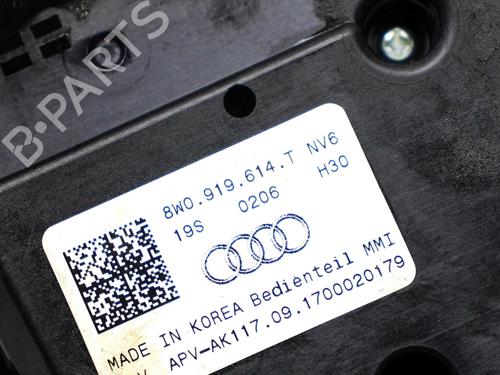 B-PARTS
8W0.919.614.T NV6
19S 0206 H30
MADE IN KOREA Bedienteil MMI
APV-AK117.09.1700020179